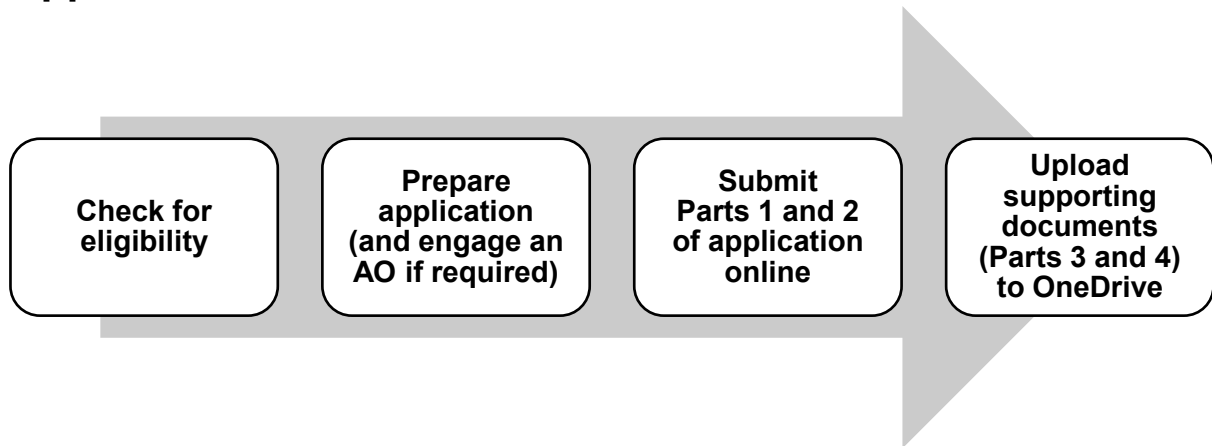 Check for
eligibility
Prepare
application
(and engage an
AO if required)
Submit
Parts 1 and 2
of application
online
Upload
supporting
documents
(Parts 3 and 4)
to OneDrive